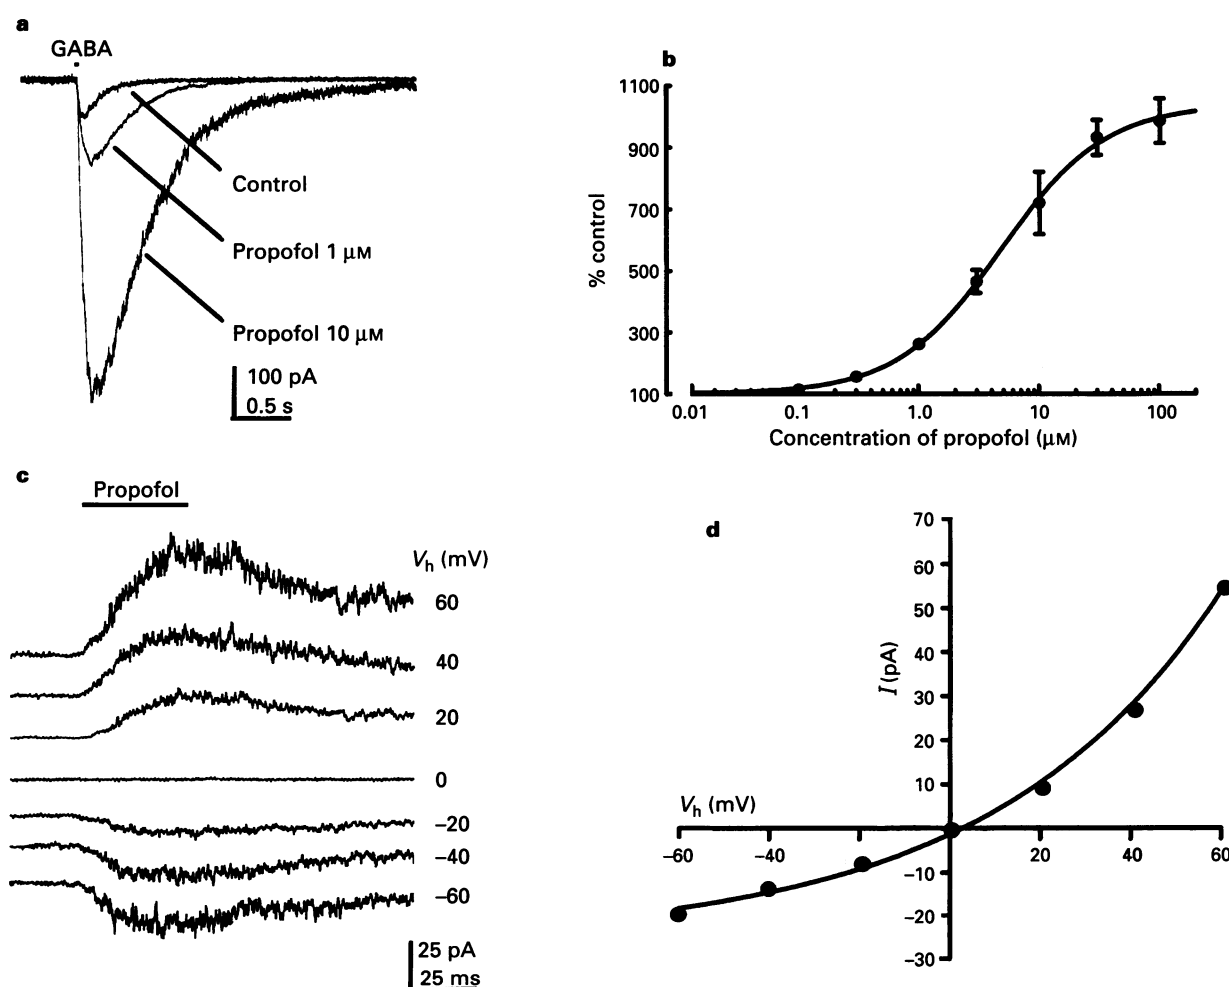 a
GABA
Control
Propofol 1 μM
Propofol 10 μM
100 pA
0.5 s
b
1100
900
700
500
300
100
% control
0.01 0.1 1.0 10 100
Concentration of propofol (μM)
c
Propofol
Vh (mV)
60
40
20
0
−20
−40
−60
25 pA
25 ms
d
70
60
50
40
30
20
10
−10
−20
−30
I (pA)
Vh (mV)
−60 −40 20 40 60